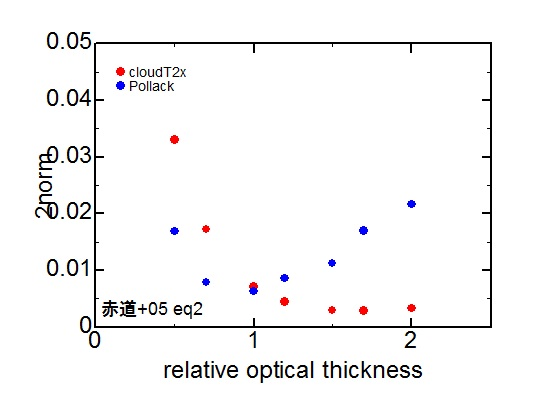 0.05
cloudT2x
Pollack
0.04
0.03
2norm
0.02
0.01
赤道+05 eq2
0
0 1 2
relative optical thickness